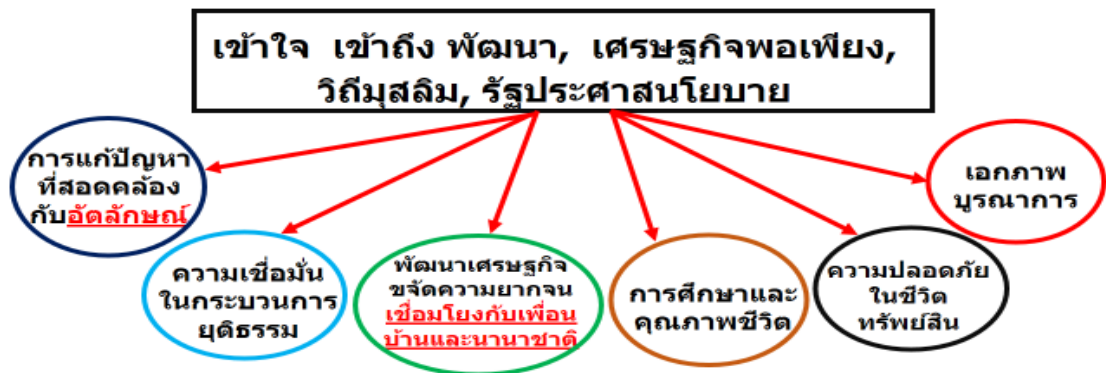 เข้าใจ เข้าถึง พัฒนา, เศรษฐกิจพอเพียง,
วิถีมุสลิม, รัฐประศาสนโยบาย
การแก้ปัญหา
ที่สอดคล้อง
กับอัตลักษณ์
ความเชื่อมั่น
ในกระบวนการ
ยุติธรรม
พัฒนาเศรษฐกิจ
ขจัดความยากจน
เชื่อมโยงกับเพื่อน
บ้านและนานาชาติ
การศึกษาและ
คุณภาพชีวิต
ความปลอดภัย
ในชีวิต
ทรัพย์สิน
เอกภาพ
บูรณาการ